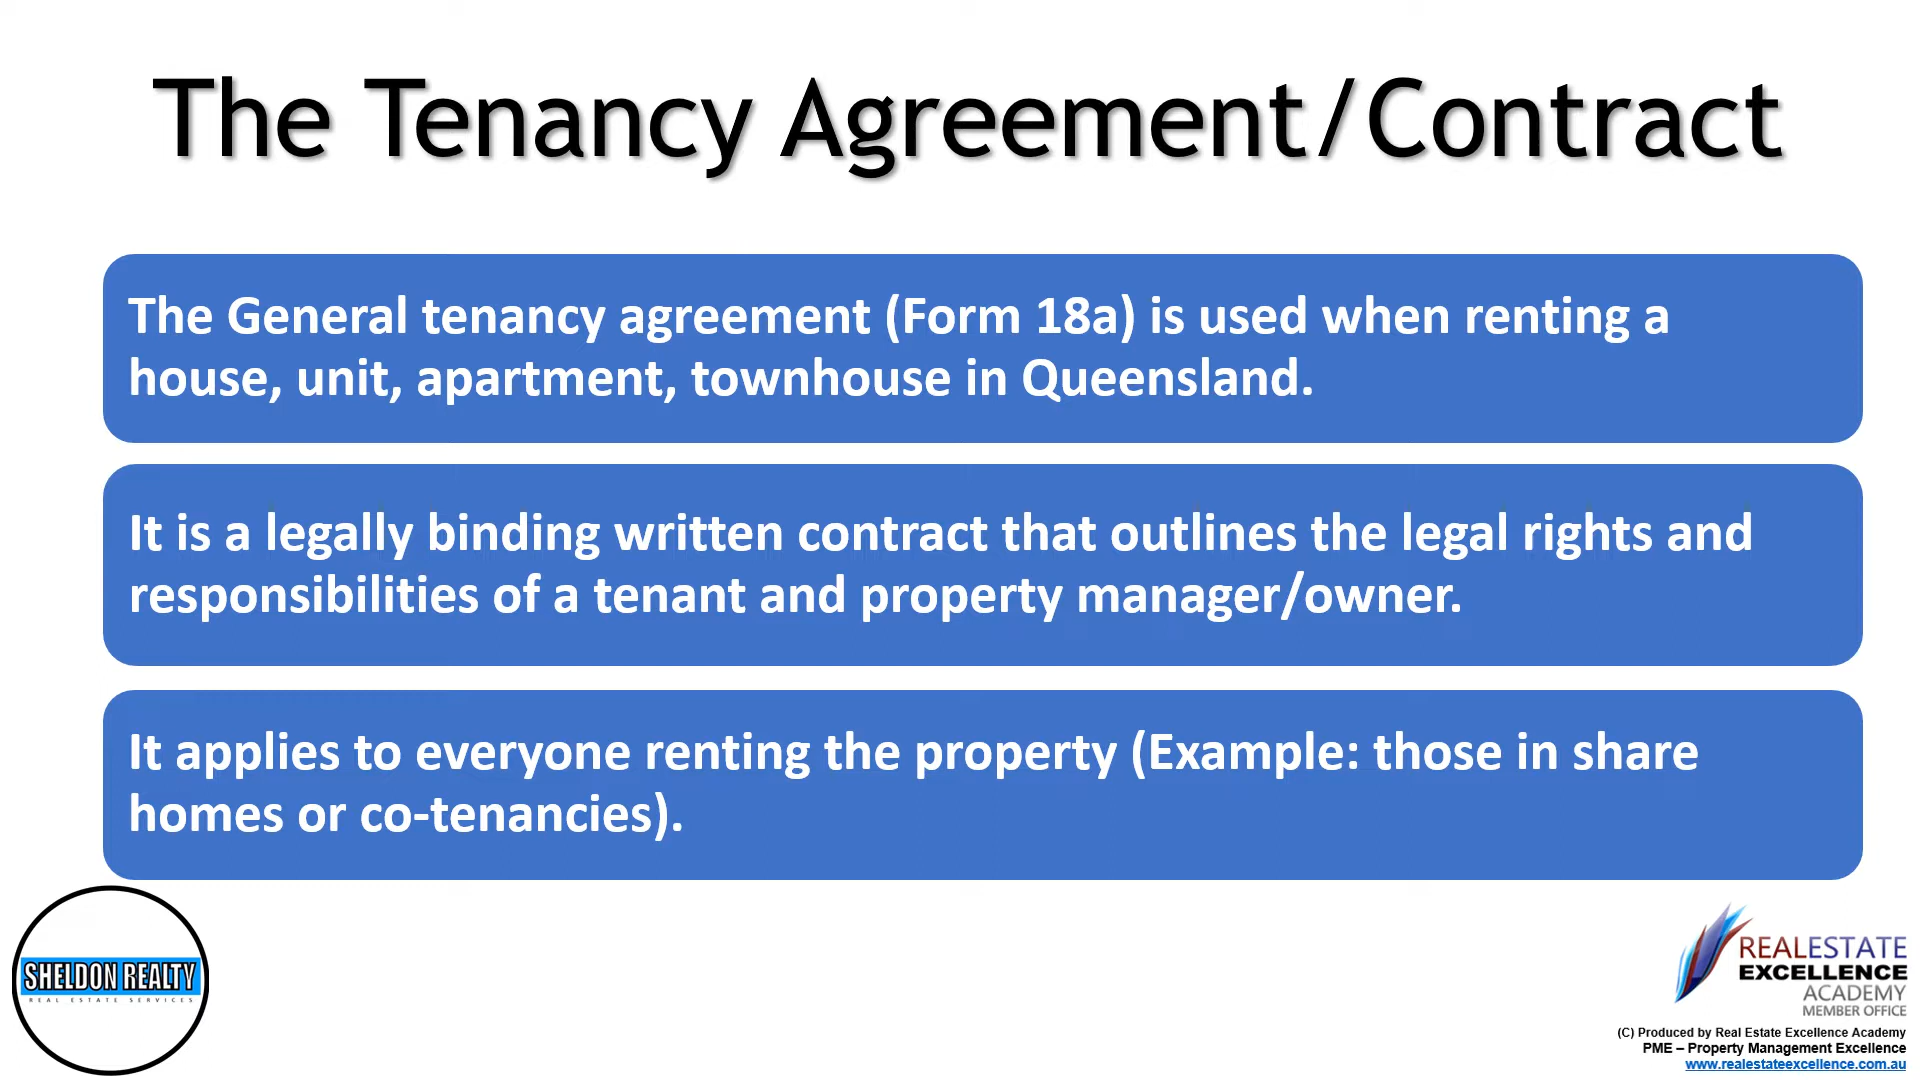 The Tenancy Agreement/Contract
The General tenancy agreement (Form 18a) is used when renting a
house, unit, apartment, townhouse in Queensland.
It is a legally binding written contract that outlines the legal rights and
responsibilities of a tenant and property manager/owner.
It applies to everyone renting the property (Example: those in share
homes or co-tenancies).
SHELDON REALTY
REAL ESTATE SERVICES
REALESTATE
EXCELLENCE
ACADEMY
MEMBER OFFICE
(C) Produced by Real Estate Excellence Academy
PME – Property Management Excellence
www.realestateexcellence.com.au